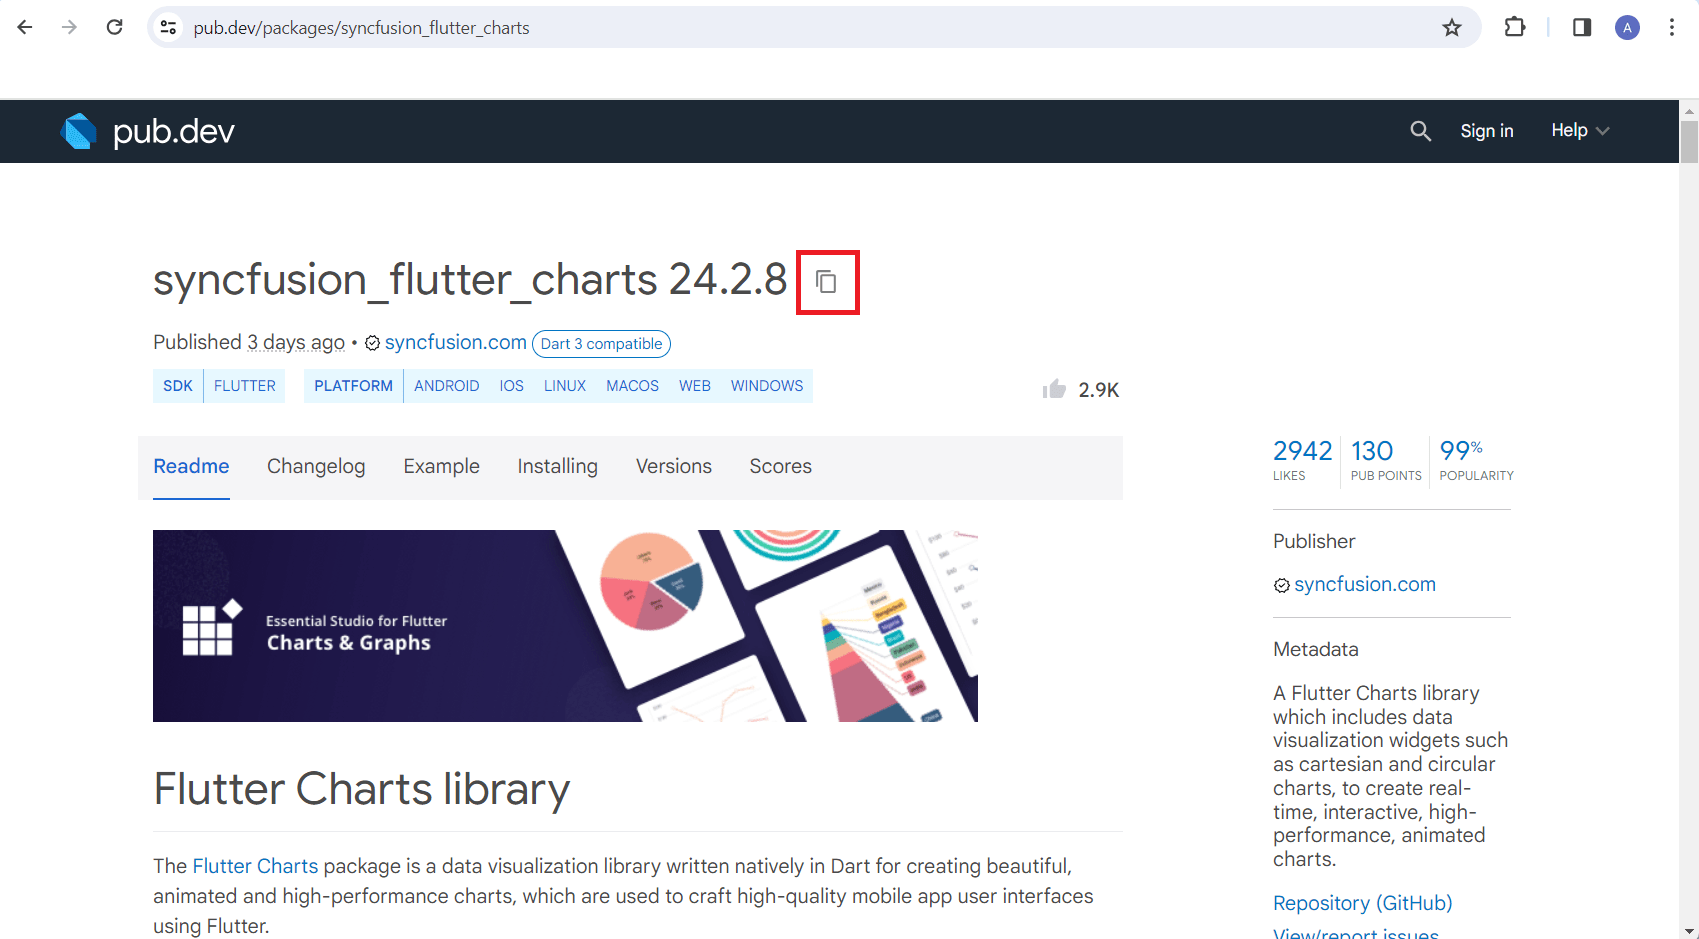 pub.dev/packages/syncfusion_flutter_charts
A
pub.dev
Sign in
Help
syncfusion_flutter_charts 24.2.8
Published 3 days ago • syncfusion.com Dart 3 compatible
SDK FLUTTER PLATFORM ANDROID IOS LINUX MACOS WEB WINDOWS
2.9K
Readme Changelog Example Installing Versions Scores
2942 130 99%
LIKES PUB POINTS POPULARITY
Publisher
syncfusion.com
Essential Studio for Flutter
Charts & Graphs
Metadata
A Flutter Charts library
which includes data
visualization widgets such
as cartesian and circular
charts, to create real-
time, interactive, high-
performance, animated
charts.
Repository (GitHub)
View/report issues
Flutter Charts library
The Flutter Charts package is a data visualization library written natively in Dart for creating beautiful,
animated and high-performance charts, which are used to craft high-quality mobile app user interfaces
using Flutter.